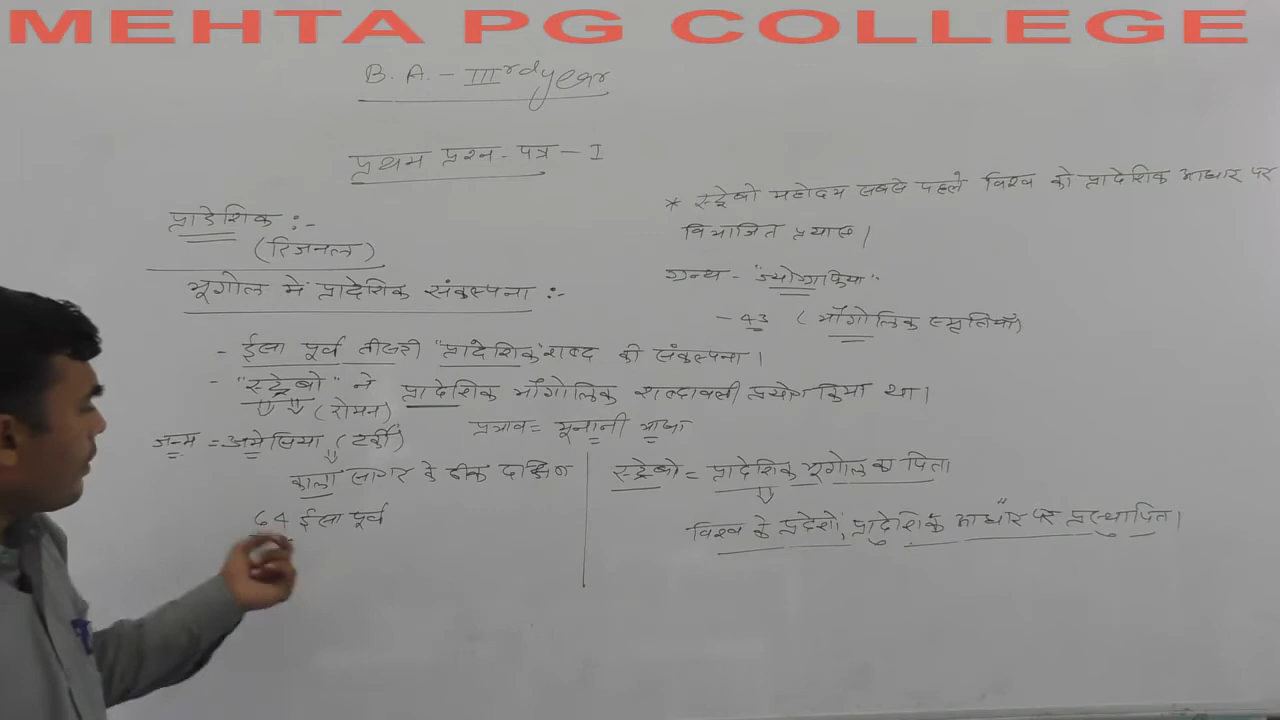 MEHTA PG COLLEGE
B. A. - IIIrd year
प्रथम प्रश्न - पत्र - I
प्रादेशिक :-
(रिजनल)
भूगोल में प्रादेशिक संकल्पना :-
- ईसा पूर्व तीसरी "प्रादेशिक" शब्द की संकल्पना।
- "स्ट्रेबो" ने प्रादेशिक भौगोलिक शब्दावली प्रयोग किया था।
(रोमन)
प्रभाव = यूनानी भाषा
जन्म = अमेसिया (टर्की)
काला सागर के ठीक दक्षिण
64 ईसा पूर्व
* स्ट्रेबो महोदय सबसे पहले विश्व को प्रादेशिक आधार पर
विभाजित प्रयास।
ग्रन्थ - "ज्योग्राफिया"
- 43 (भौगोलिक स्मृतियाँ)
स्ट्रेबो = प्रादेशिक भूगोल का पिता
विश्व के प्रदेशों, प्रादेशिक आधार पर प्रस्थापित।